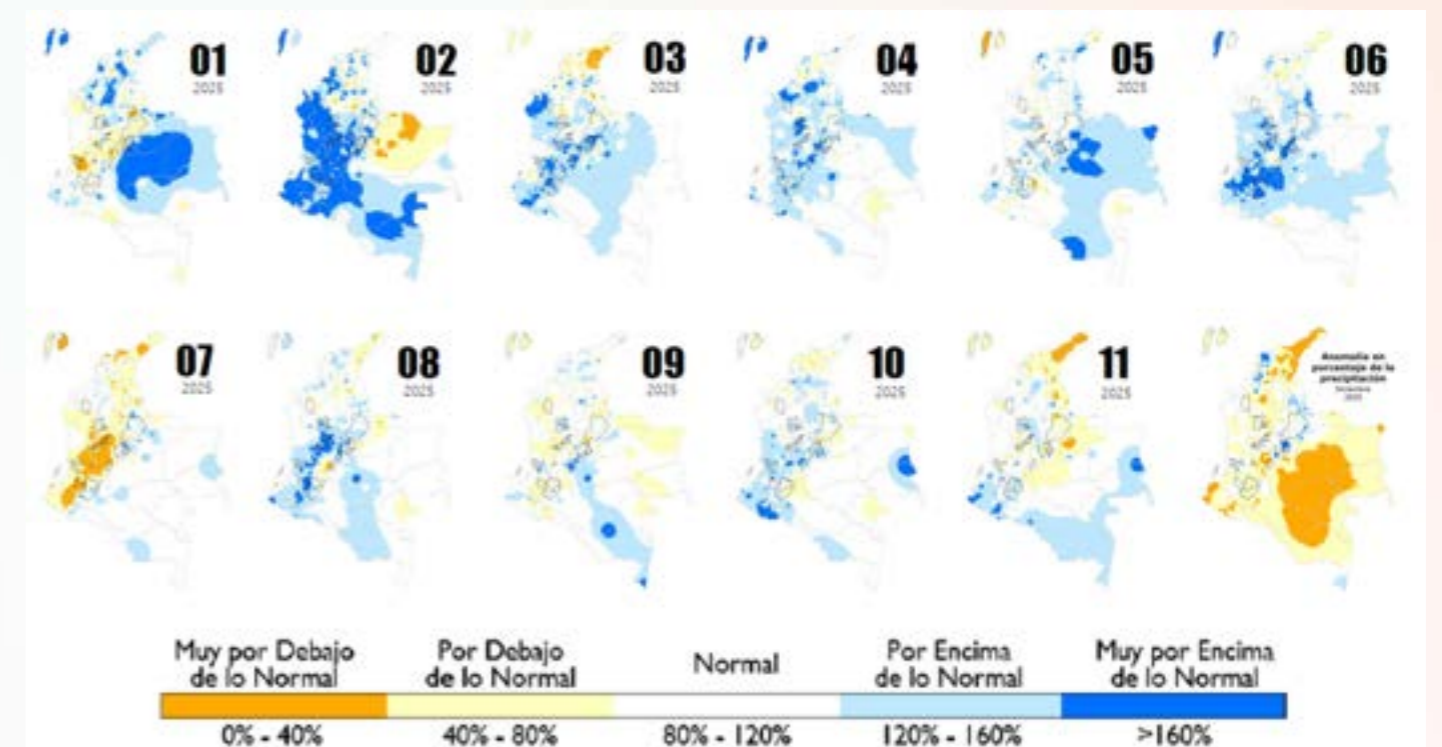 01
2025
02
2025
03
2025
04
2025
05
2025
06
2025
07
2025
08
2025
09
2025
10
2025
11
2025
Anomalía en
porcentaje de la
precipitación
Diciembre
2025
Muy por Debajo
de lo Normal
Por Debajo
de lo Normal
Normal
Por Encima
de lo Normal
Muy por Encima
de lo Normal
0% - 40%
40% - 80%
80% - 120%
120% - 160%
>160%